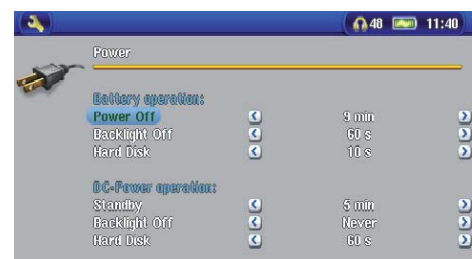 48 11:40
Power
Battery operation:
Power Off 9 min
Backlight Off 60 s
Hard Disk 10 s
DC-Power operation:
Standby 5 min
Backlight Off Never
Hard Disk 60 s